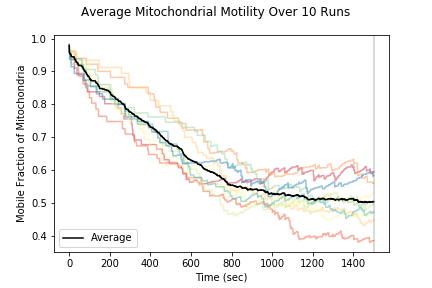 Average Mitochondrial Motility Over 10 Runs
Mobile Fraction of Mitochondria
1.0
0.9
0.8
0.7
0.6
0.5
0.4
Average
0 200 400 600 800 1000 1200 1400
Time (sec)